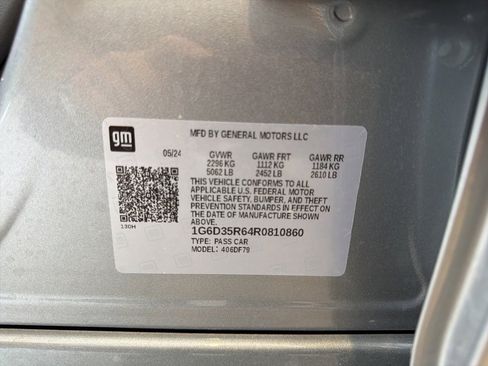 gm
MFD BY GENERAL MOTORS LLC
05/24 GVWR GAWR FRT GAWR RR
2296 KG 1112 KG 1184 KG
5062 LB 2452 LB 2610 LB
THIS VEHICLE CONFORMS TO ALL
APPLICABLE U.S. FEDERAL MOTOR
VEHICLE SAFETY, BUMPER, AND THEFT
PREVENTION STANDARDS IN EFFECT ON
THE DATE OF MANUFACTURE SHOWN
ABOVE.
130H
1G6D35R64R0810860
TYPE: PASS CAR
MODEL: 406DF79